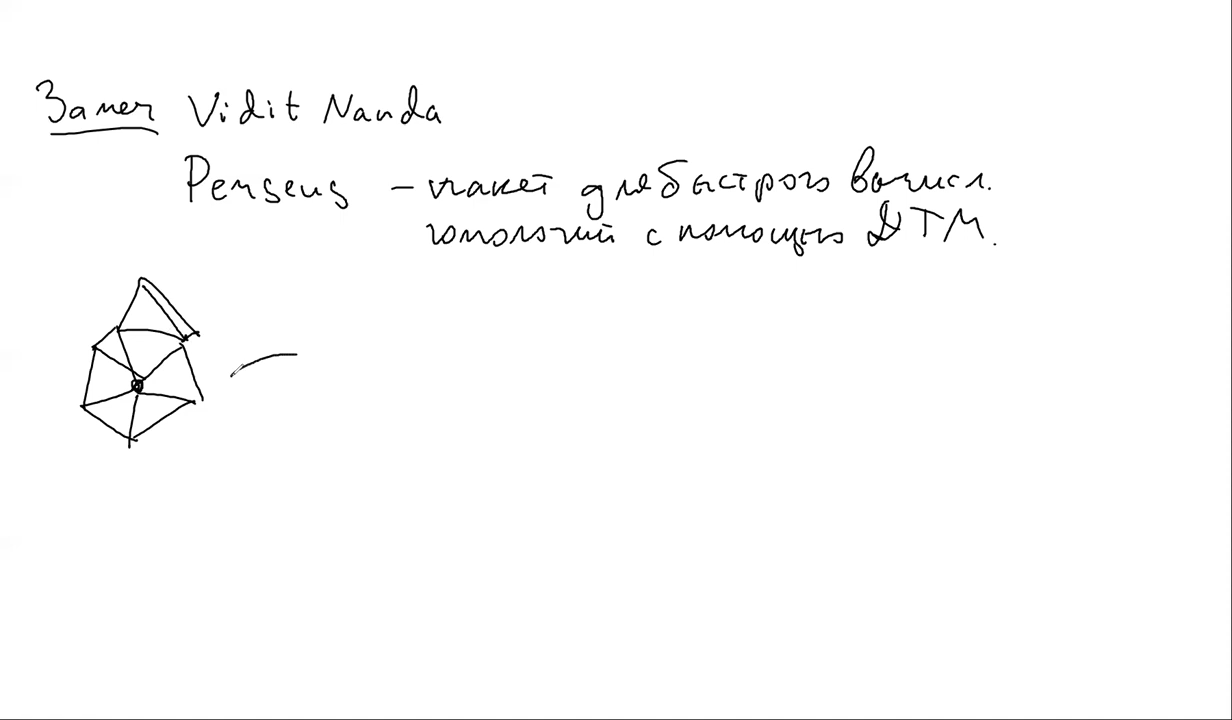 Замеч Vidit Nanda
Perseus – пакет для быстрого вычисл.
гомологий с помощью ДТМ.